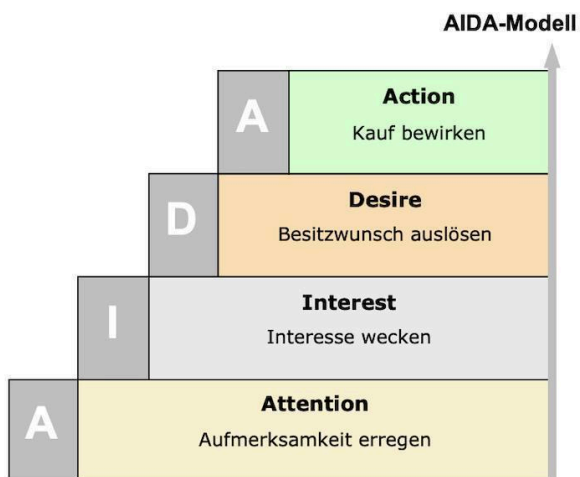 AIDA-Modell
A
Action
Kauf bewirken
D
Desire
Besitzwunsch auslösen
I
Interest
Interesse wecken
A
Attention
Aufmerksamkeit erregen